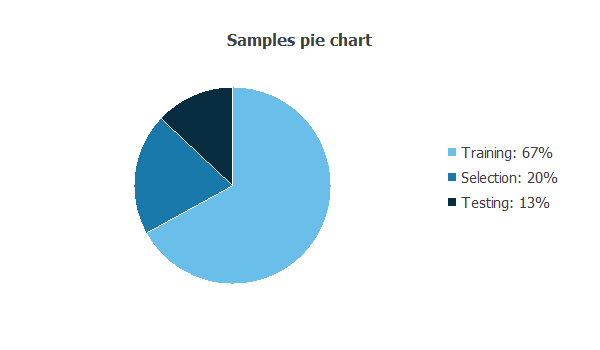 Samples pie chart
Training: 67%
Selection: 20%
Testing: 13%